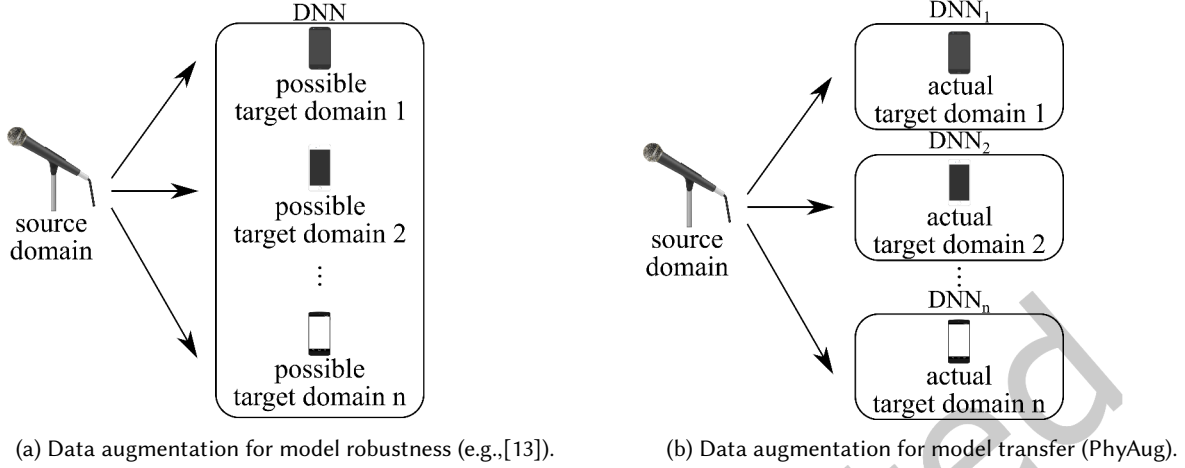 DNN
possible
target domain 1
possible
target domain 2
⋮
possible
target domain n
source
domain
(a) Data augmentation for model robustness (e.g.,[13]).
DNN₁
actual
target domain 1
DNN₂
actual
target domain 2
⋮
DNNₙ
actual
target domain n
source
domain
(b) Data augmentation for model transfer (PhyAug).